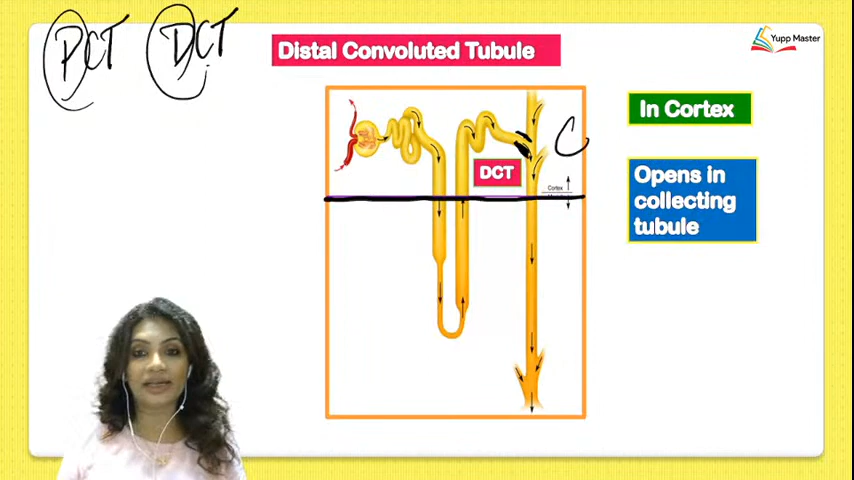 PCT DCT
Distal Convoluted Tubule
Yupp Master
In Cortex
C
DCT
Cortex
Opens in
collecting
tubule